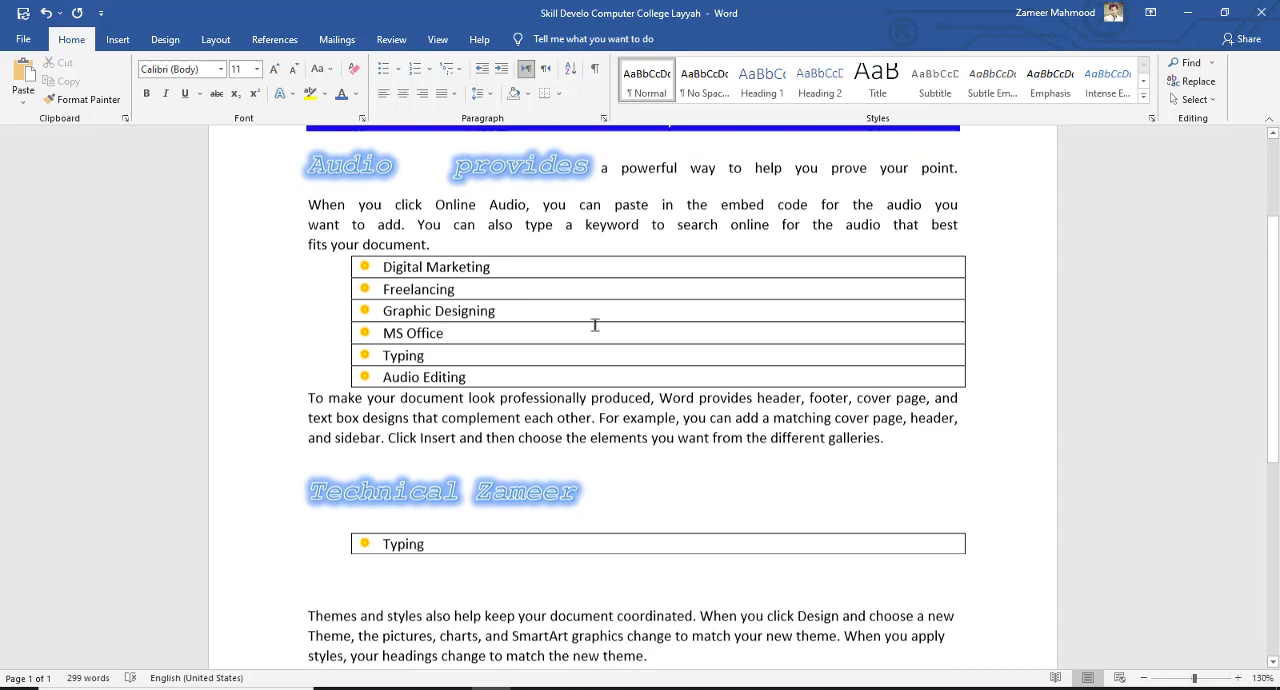 Skill Develo Computer College Layyah - Word
Zameer Mahmood
File Home Insert Design Layout References Mailings Review View Help Tell me what you want to do Share
Paste
Cut
Copy
Format Painter
Clipboard
Calibri (Body) 11
Font
Paragraph
AaBbCcDc AaBbCcDc AaBbCc AaBbCcC AaB AaBbCcD AaBbCcDc AaBbCcDc AaBbCcDc
¶ Normal ¶ No Spac... Heading 1 Heading 2 Title Subtitle Subtle Em... Emphasis Intense E...
Styles
Find
Replace
Select
Editing
Audio provides a powerful way to help you prove your point.
When you click Online Audio, you can paste in the embed code for the audio you
want to add. You can also type a keyword to search online for the audio that best
fits your document.
Digital Marketing
Freelancing
Graphic Designing
MS Office
Typing
Audio Editing
To make your document look professionally produced, Word provides header, footer, cover page, and
text box designs that complement each other. For example, you can add a matching cover page, header,
and sidebar. Click Insert and then choose the elements you want from the different galleries.
Technical Zameer
Typing
Themes and styles also help keep your document coordinated. When you click Design and choose a new
Theme, the pictures, charts, and SmartArt graphics change to match your new theme. When you apply
styles, your headings change to match the new theme.
Page 1 of 1 299 words English (United States) 130%